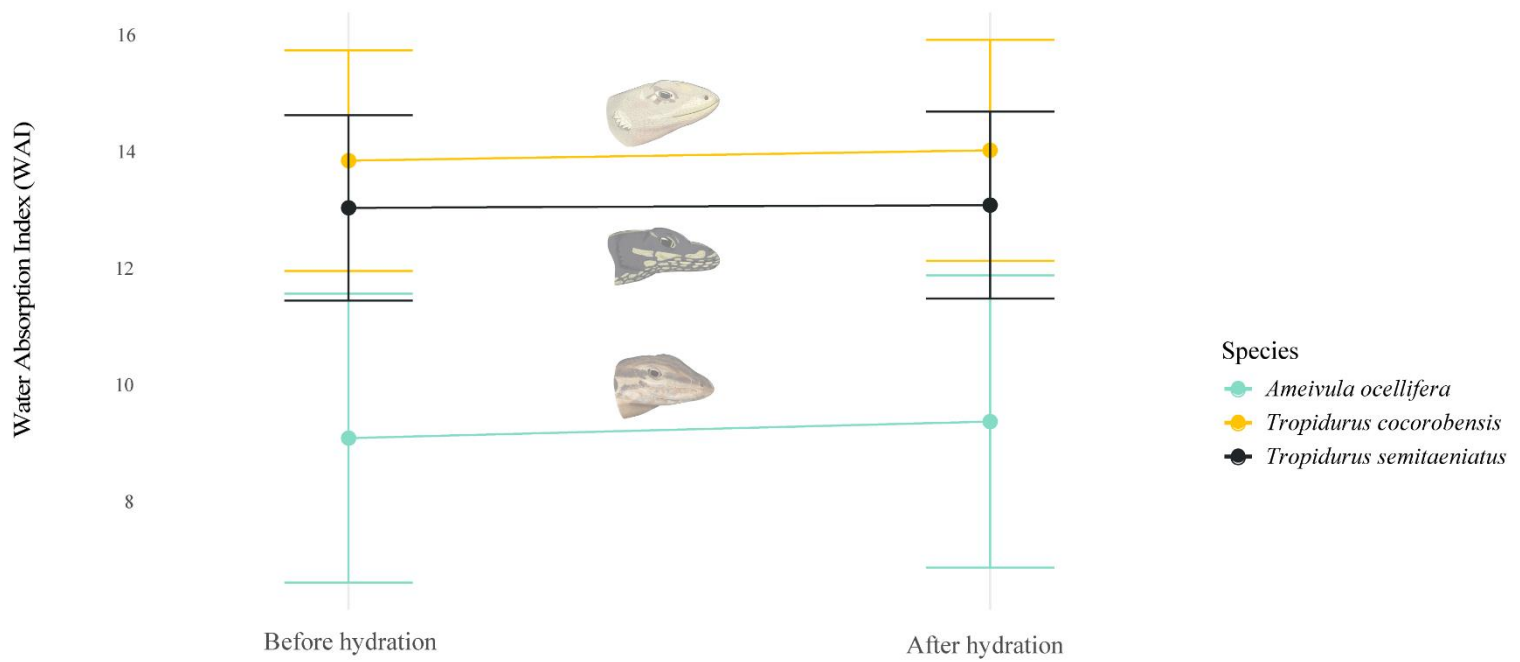 Water Absorption Index (WAI)
16
14
12
10
8
Before hydration
After hydration
Species
Ameivula ocellifera
Tropidurus cocorobensis
Tropidurus semitaeniatus